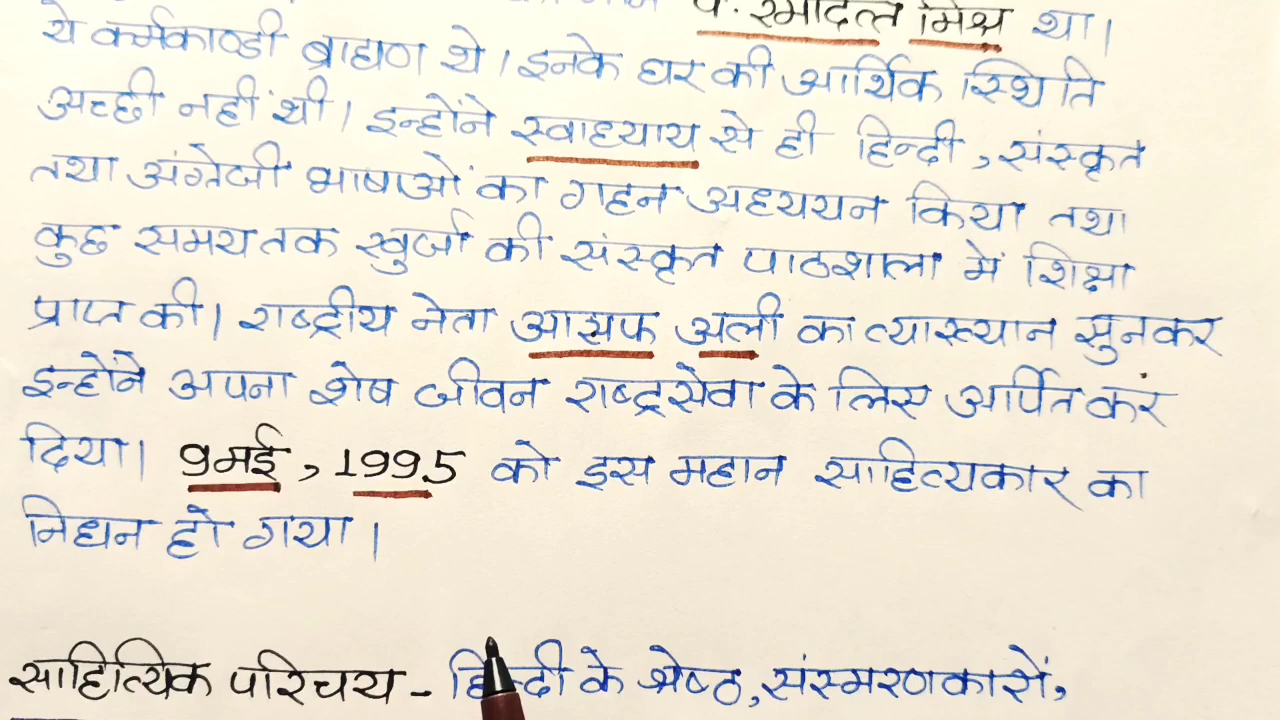 पं. रमादत्त मिश्र था।
ये कर्मकाण्डी ब्राह्मण थे। इनके घर की आर्थिक स्थिति
अच्छी नहीं थी। इन्होंने स्वाध्याय से ही हिन्दी, संस्कृत
तथा अंग्रेजी भाषाओं का गहन अध्ययन किया तथा
कुछ समय तक खुर्जा की संस्कृत पाठशाला में शिक्षा
प्राप्त की। राष्ट्रीय नेता आसफ अली का व्याख्यान सुनकर
इन्होंने अपना शेष जीवन राष्ट्रसेवा के लिए अर्पित कर
दिया। 9 मई, 1995 को इस महान साहित्यकार का
निधन हो गया।
साहित्यिक परिचय - हिन्दी के श्रेष्ठ, संस्मरणकारों,